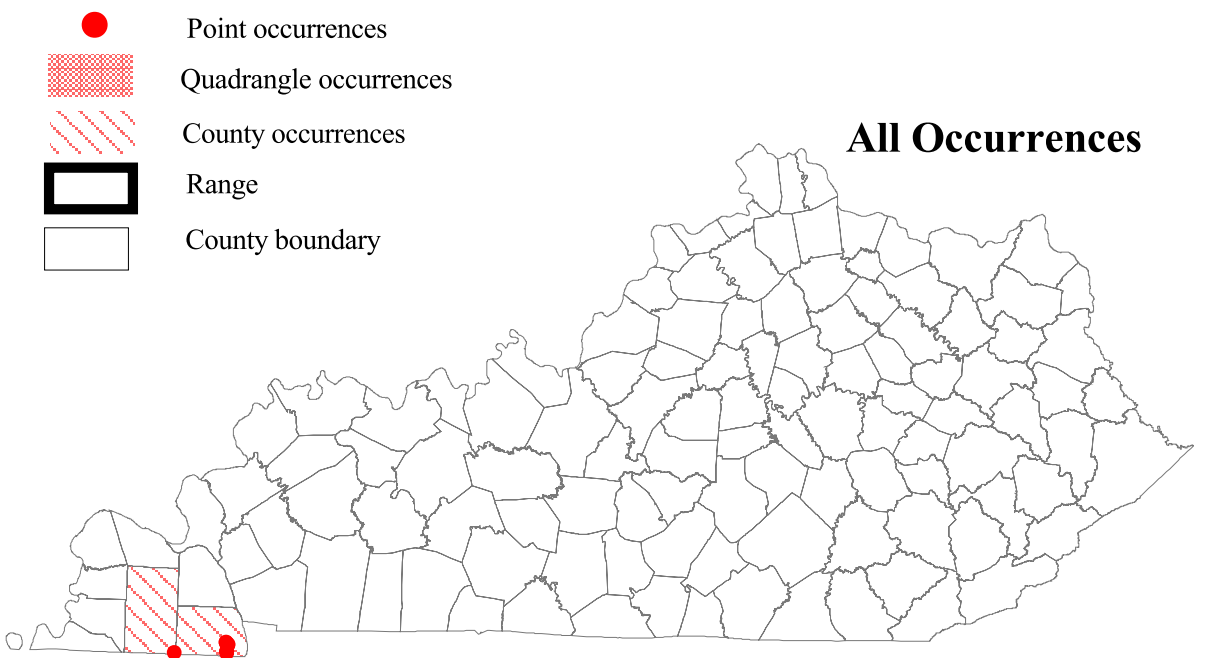 Point occurrences
Quadrangle occurrences
County occurrences
All Occurrences
Range
County boundary